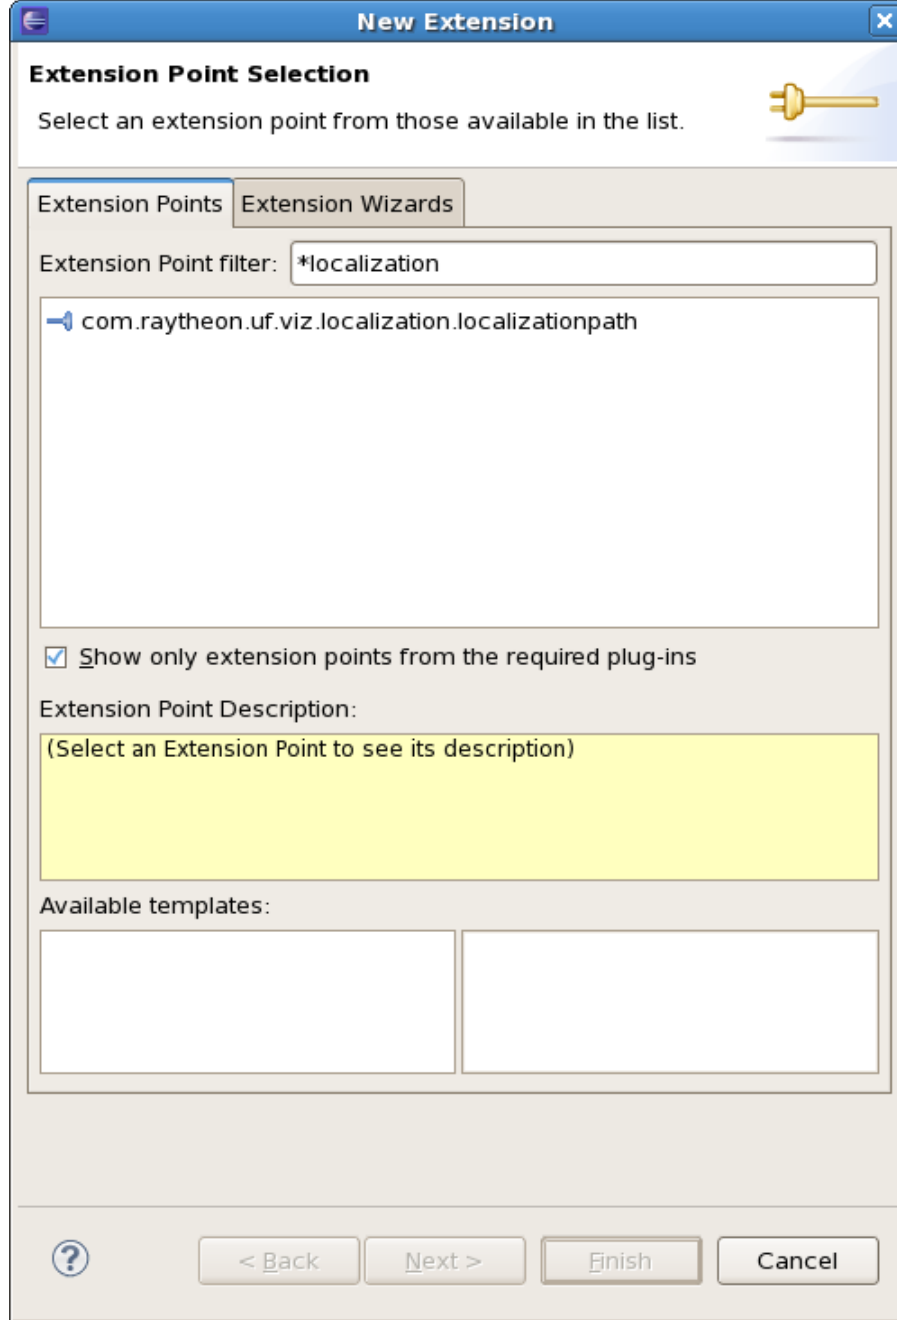 New Extension
Extension Point Selection
Select an extension point from those available in the list.
Extension Points Extension Wizards
Extension Point filter: *localization
com.raytheon.uf.viz.localization.localizationpath
Show only extension points from the required plug-ins
Extension Point Description:
(Select an Extension Point to see its description)
Available templates:
? < Back Next > Finish Cancel